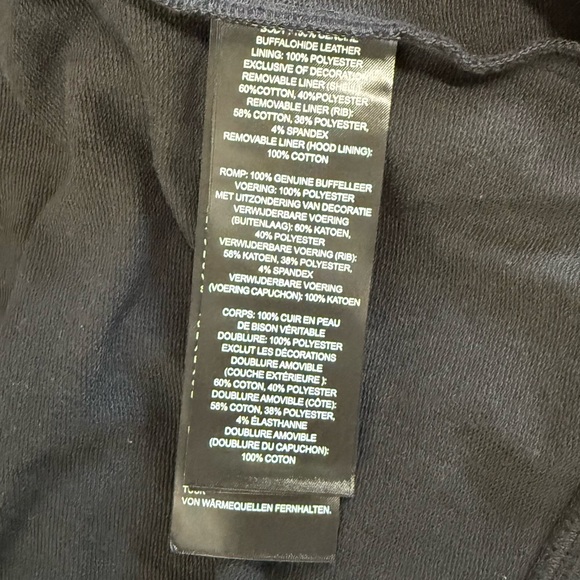 BODY: 100% GENUINE
BUFFALOHIDE LEATHER
LINING: 100% POLYESTER
EXCLUSIVE OF DECORATION
REMOVABLE LINER (SHELL):
60%COTTON, 40%POLYESTER
REMOVABLE LINER (RIB):
58% COTTON, 38% POLYESTER,
4% SPANDEX
REMOVABLE LINER (HOOD LINING):
100% COTTON
ROMP: 100% GENUINE BUFFELLEER
VOERING: 100% POLYESTER
MET UITZONDERING VAN DECORATIE
VERWIJDERBARE VOERING
(BUITENLAAG): 60% KATOEN,
40% POLYESTER
VERWIJDERBARE VOERING (RIB):
58% KATOEN, 38% POLYESTER,
4% SPANDEX
VERWIJDERBARE VOERING
(VOERING CAPUCHON): 100% KATOEN
CORPS: 100% CUIR EN PEAU
DE BISON VÉRITABLE
DOUBLURE: 100% POLYESTER
EXCLUT LES DÉCORATIONS
DOUBLURE AMOVIBLE
(COUCHE EXTÉRIEURE ):
60% COTON, 40% POLYESTER
DOUBLURE AMOVIBLE (CÔTE):
58% COTON, 38% POLYESTER,
4% ÉLASTHANNE
DOUBLURE AMOVIBLE
(DOUBLURE DU CAPUCHON):
100% COTON
VON WÄRMEQUELLEN FERNHALTEN.